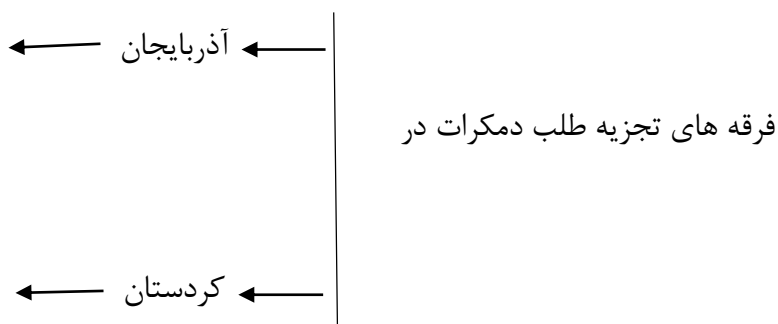 آذربایجان
فرقه های تجزیه طلب دمکرات در
کردستان